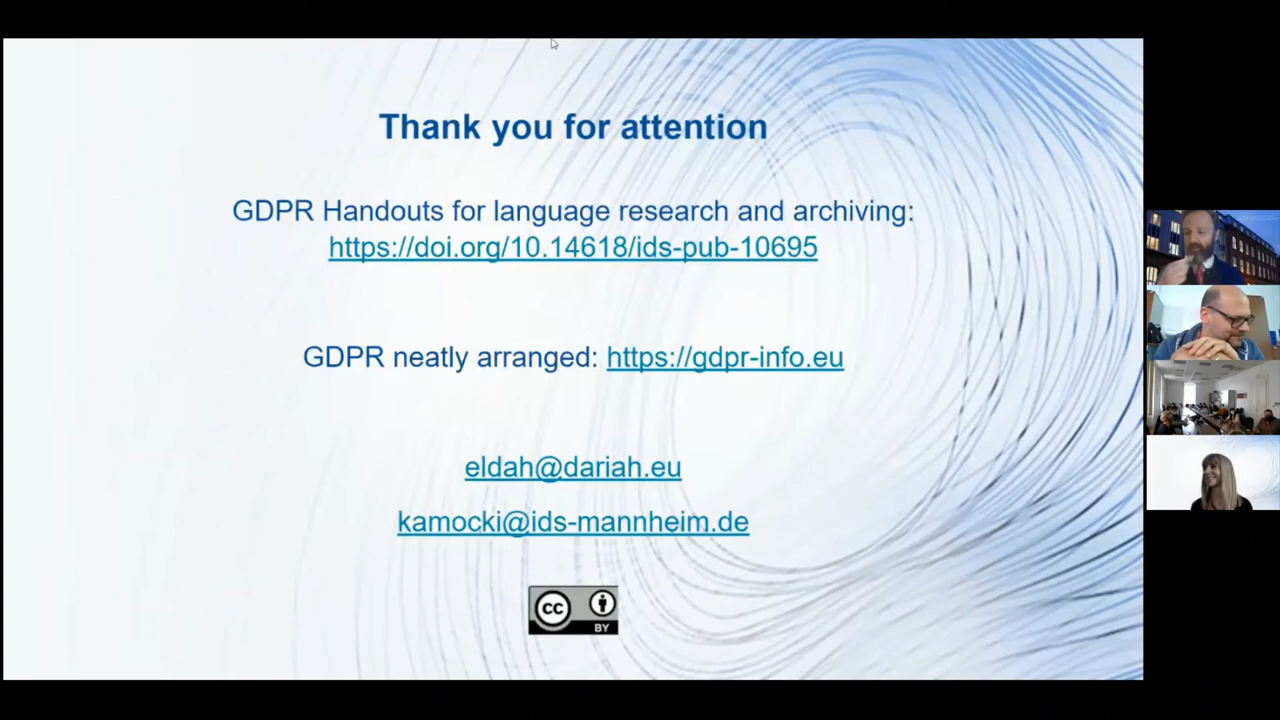 Thank you for attention
GDPR Handouts for language research and archiving:
https://doi.org/10.14618/ids-pub-10695
GDPR neatly arranged: https://gdpr-info.eu
eldah@dariah.eu
kamocki@ids-mannheim.de
cc
BY